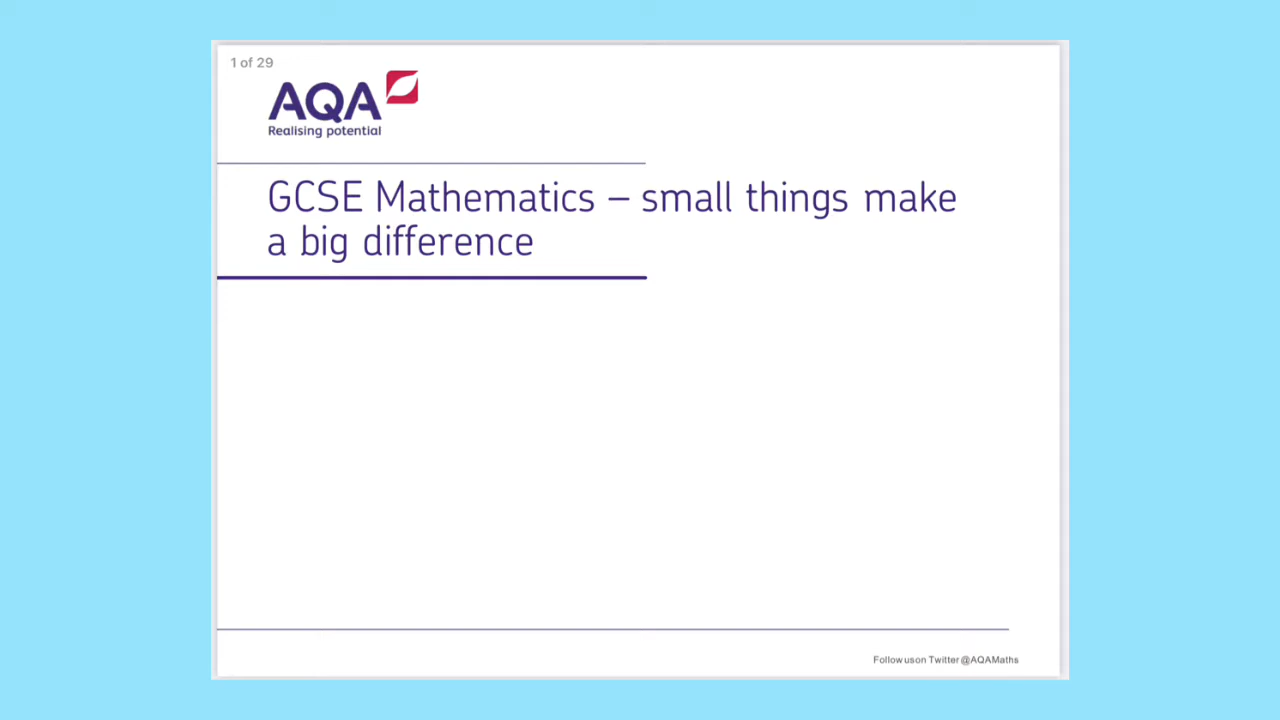 1 of 29
AQA
Realising potential
GCSE Mathematics – small things make
a big difference
Follow us on Twitter @AQAMaths